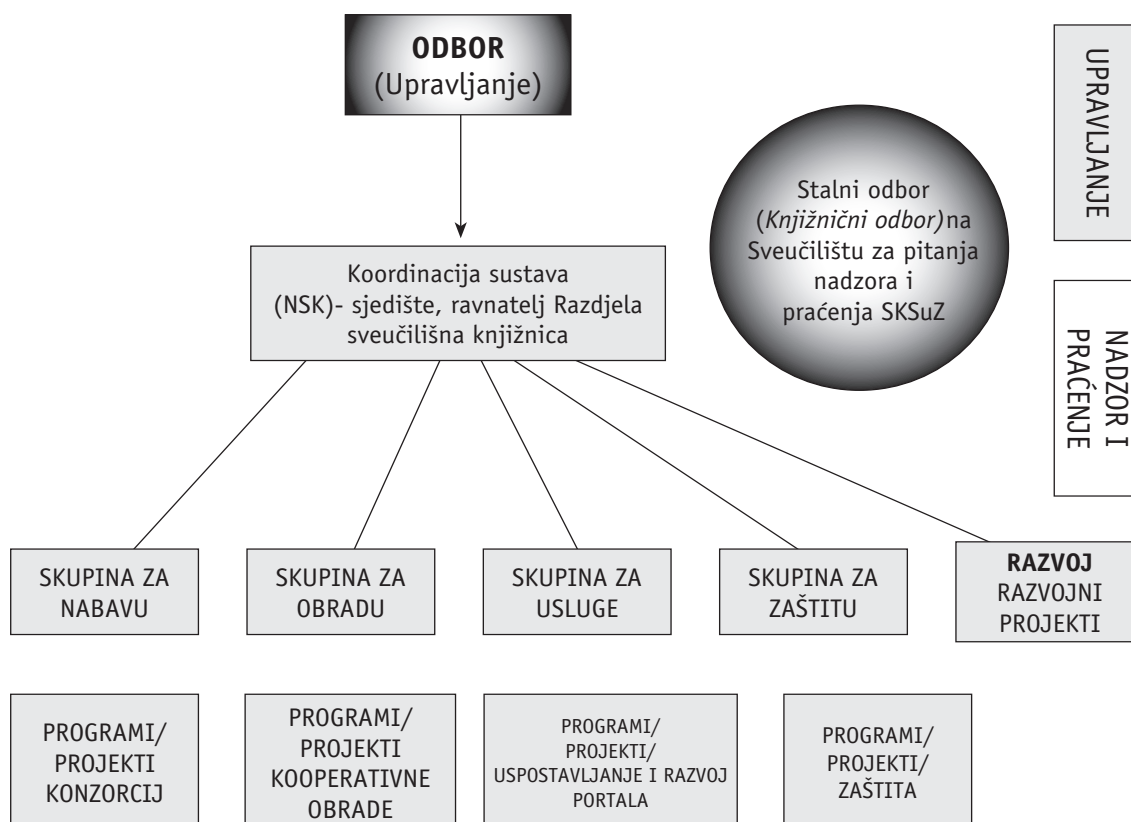 ODBOR
(Upravljanje)
UPRAVLJANJE
Stalni odbor
(Knjižnični odbor)na
Sveučilištu za pitanja
nadzora i
praćenja SKSuZ
Koordinacija sustava
(NSK)- sjedište, ravnatelj Razdjela
sveučilišna knjižnica
NADZOR I
PRAĆENJE
SKUPINA ZA
NABAVU
SKUPINA ZA
OBRADU
SKUPINA ZA
USLUGE
SKUPINA ZA
ZAŠTITU
RAZVOJ
RAZVOJNI
PROJEKTI
PROGRAMI/
PROJEKTI
KONZORCIJ
PROGRAMI/
PROJEKTI
KOOPERATIVNE
OBRADE
PROGRAMI/
PROJEKTI/
USPOSTAVLJANJE I RAZVOJ
PORTALA
PROGRAMI/
PROJEKTI/
ZAŠTITA